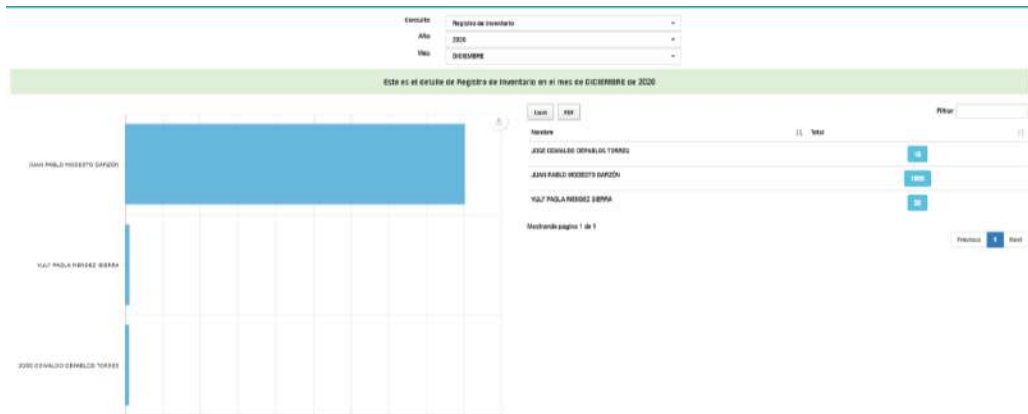 Consulta Registro de Inventario
Año 2020
Mes DICIEMBRE
Este es el detalle de Registro de Inventario en el mes de DICIEMBRE de 2020
Excel PDF
Filtrar
Nombre Total
JOSE OSWALDO DEPABLOS TORRES
JUAN PABLO MODESTO GARZÓN
YULY PAOLA MENDEZ SIERRA
Mostrando pagina 1 de 1
Previous 1 Next
JUAN PABLO MODESTO GARZÓN
YULY PAOLA MENDEZ SIERRA
JOSE OSWALDO DEPABLOS TORRES